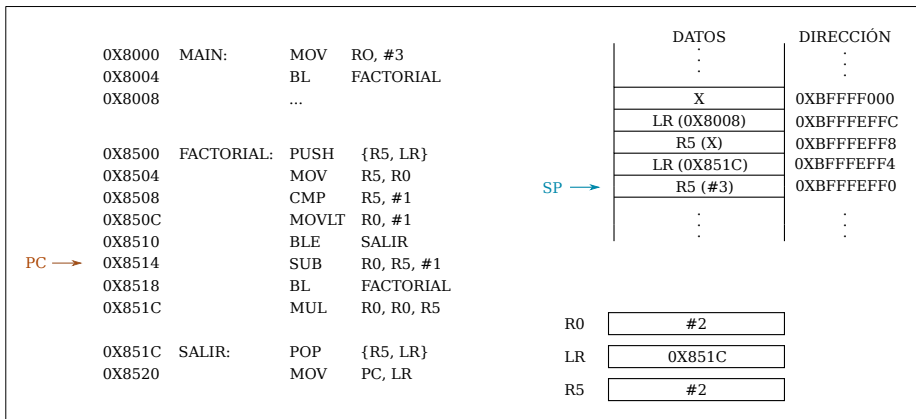 0X8000 MAIN: MOV RO, #3
0X8004 BL FACTORIAL
0X8008 ...
0X8500 FACTORIAL: PUSH {R5, LR}
0X8504 MOV R5, R0
0X8508 CMP R5, #1
0X850C MOVLT R0, #1
0X8510 BLE SALIR
PC 0X8514 SUB R0, R5, #1
0X8518 BL FACTORIAL
0X851C MUL R0, R0, R5
0X851C SALIR: POP {R5, LR}
0X8520 MOV PC, LR
DATOS DIRECCIÓN
X 0XBFFFF000
LR (0X8008) 0XBFFFEFFC
R5 (X) 0XBFFFEFF8
LR (0X851C) 0XBFFFEFF4
SP R5 (#3) 0XBFFFEFF0
R0 #2
LR 0X851C
R5 #2